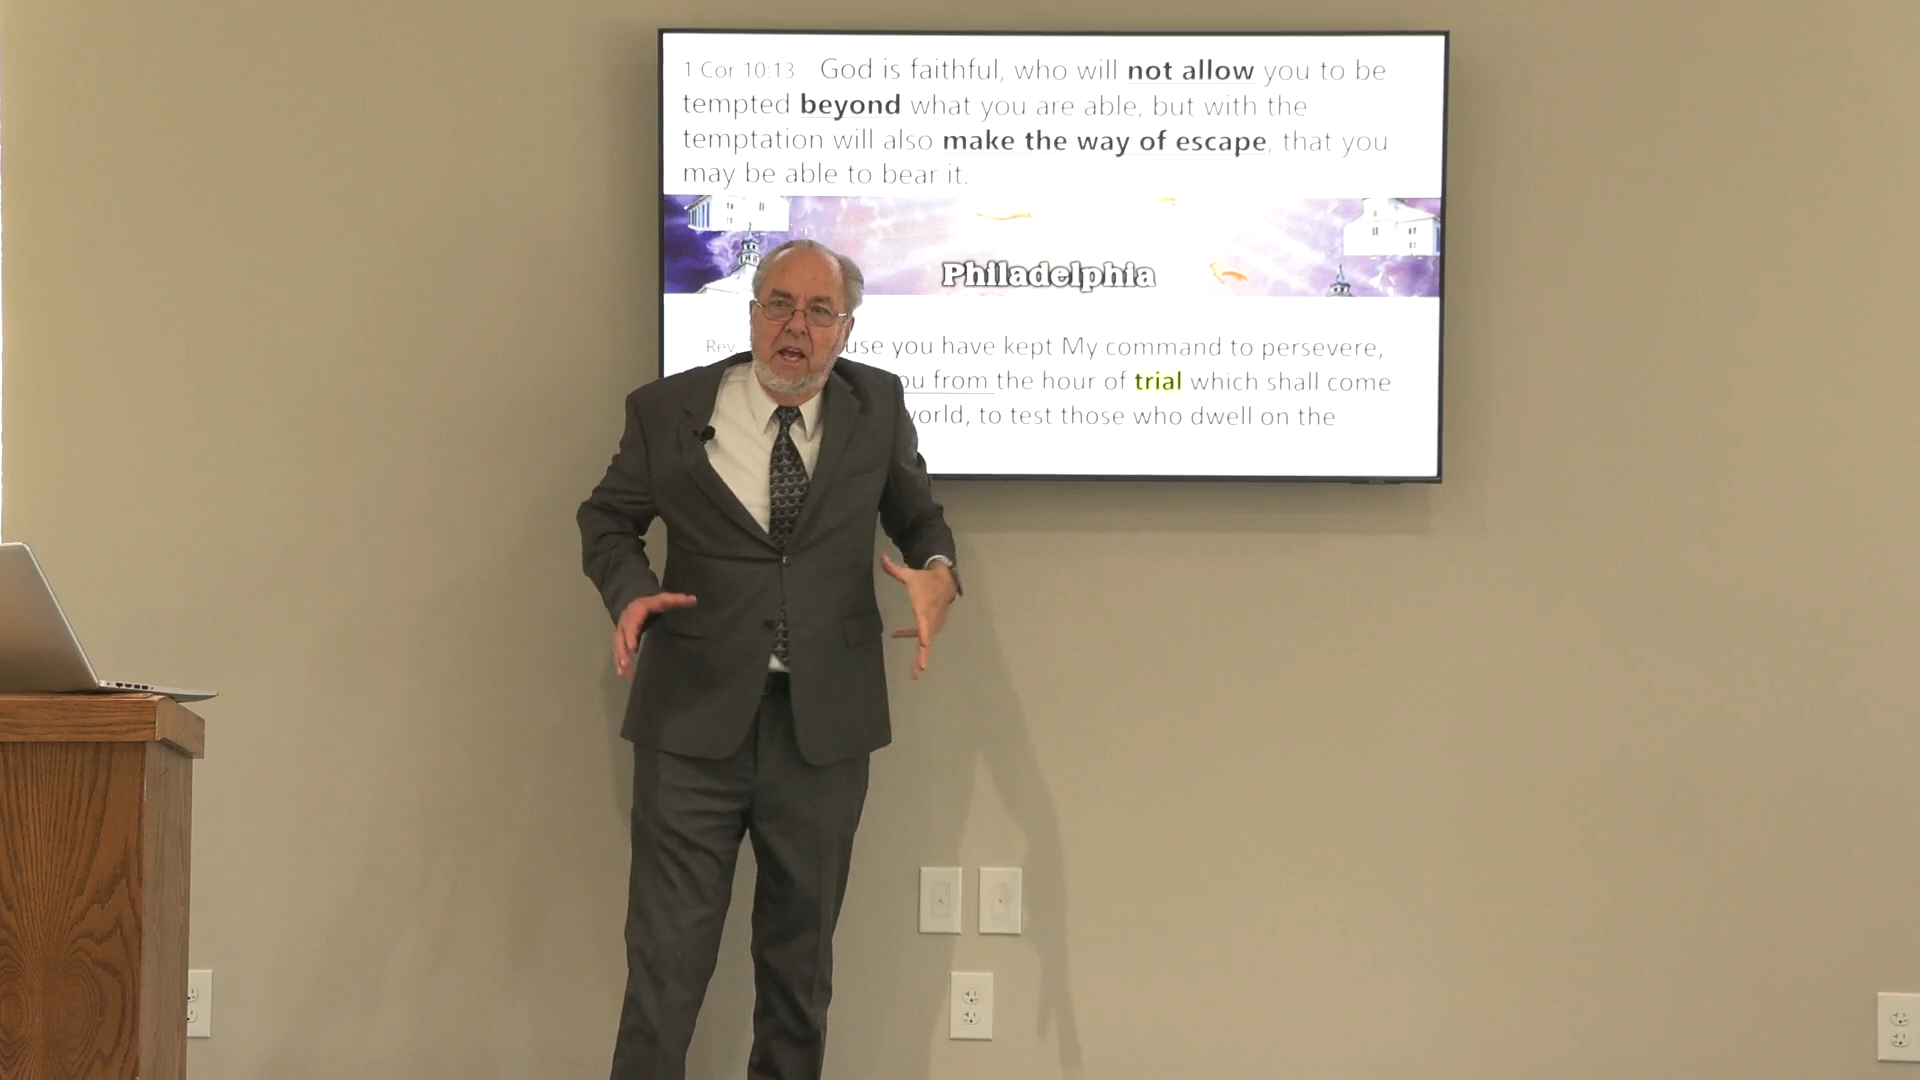 1 Cor 10:13 God is faithful, who will not allow you to be
tempted beyond what you are able, but with the
temptation will also make the way of escape, that you
may be able to bear it.
Philadelphia
Rev. you have kept My command to persevere,
from the hour of trial which shall come
to test those who dwell on the